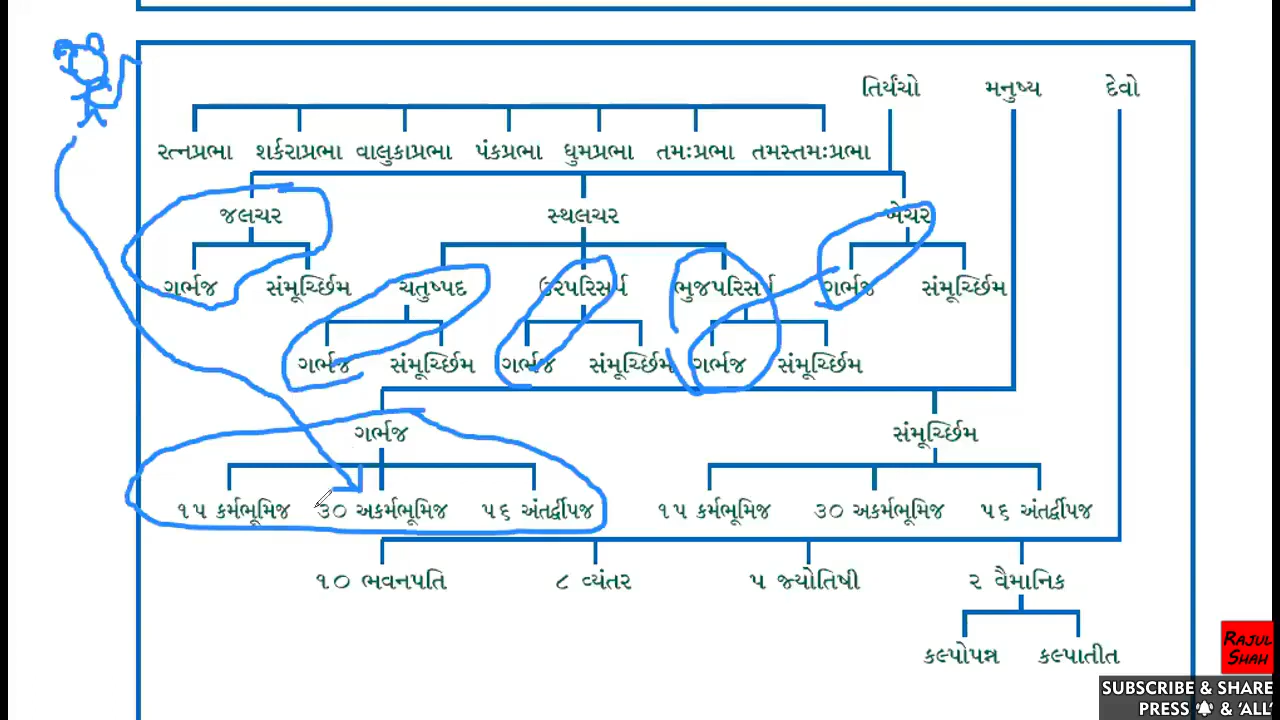 તિર્યંચો મનુષ્ય દેવો
રત્નપ્રભા શર્કરાપ્રભા વાલુકાપ્રભા પંકપ્રભા ધુમપ્રભા તમઃપ્રભા તમસ્તમઃપ્રભા
જલચર સ્થલચર ખેચર
ગર્ભજ સંમૂર્ચ્છિમ ચતુષ્પદ ઉરપરિસર્પ ભુજપરિસર્પ ગર્ભજ સંમૂર્ચ્છિમ
ગર્ભજ સંમૂર્ચ્છિમ ગર્ભજ સંમૂર્ચ્છિમ ગર્ભજ સંમૂર્ચ્છિમ
ગર્ભજ સંમૂર્ચ્છિમ
૧૫ કર્મભૂમિજ ૩૦ અકર્મભૂમિજ ૫૬ અંતર્દ્વીપજ ૧૫ કર્મભૂમિજ ૩૦ અકર્મભૂમિજ ૫૬ અંતર્દ્વીપજ
૧૦ ભવનપતિ ૮ વ્યંતર ૫ જ્યોતિષી ૨ વૈમાનિક
કલ્પોપન્ન કલ્પાતીત
RAJUL
SHAH
SUBSCRIBE & SHARE
PRESS & 'ALL'